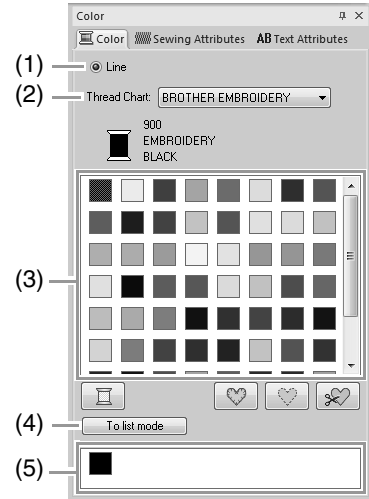 Color
Color Sewing Attributes AB Text Attributes
(1) Line
(2) Thread Chart: BROTHER EMBROIDERY
900
EMBROIDERY
BLACK
(3)
(4) To list mode
(5)